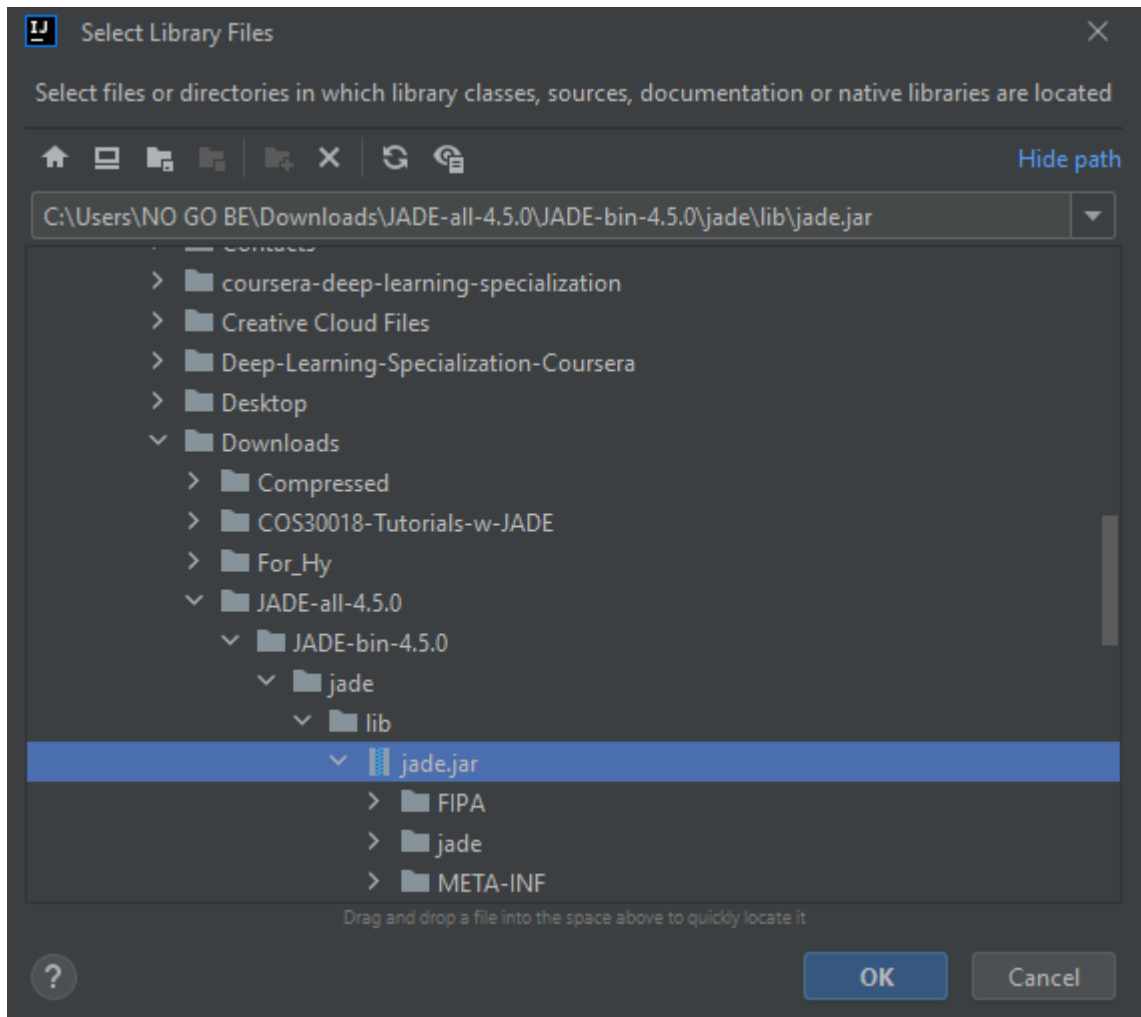 IJ
Select Library Files
Select files or directories in which library classes, sources, documentation or native libraries are located
Hide path
C:\Users\NO GO BE\Downloads\JADE-all-4.5.0\JADE-bin-4.5.0\jade\lib\jade.jar
Contacts
coursera-deep-learning-specialization
Creative Cloud Files
Deep-Learning-Specialization-Coursera
Desktop
Downloads
Compressed
COS30018-Tutorials-w-JADE
For_Hy
JADE-all-4.5.0
JADE-bin-4.5.0
jade
lib
jade.jar
FIPA
jade
META-INF
Drag and drop a file into the space above to quickly locate it
? OK Cancel